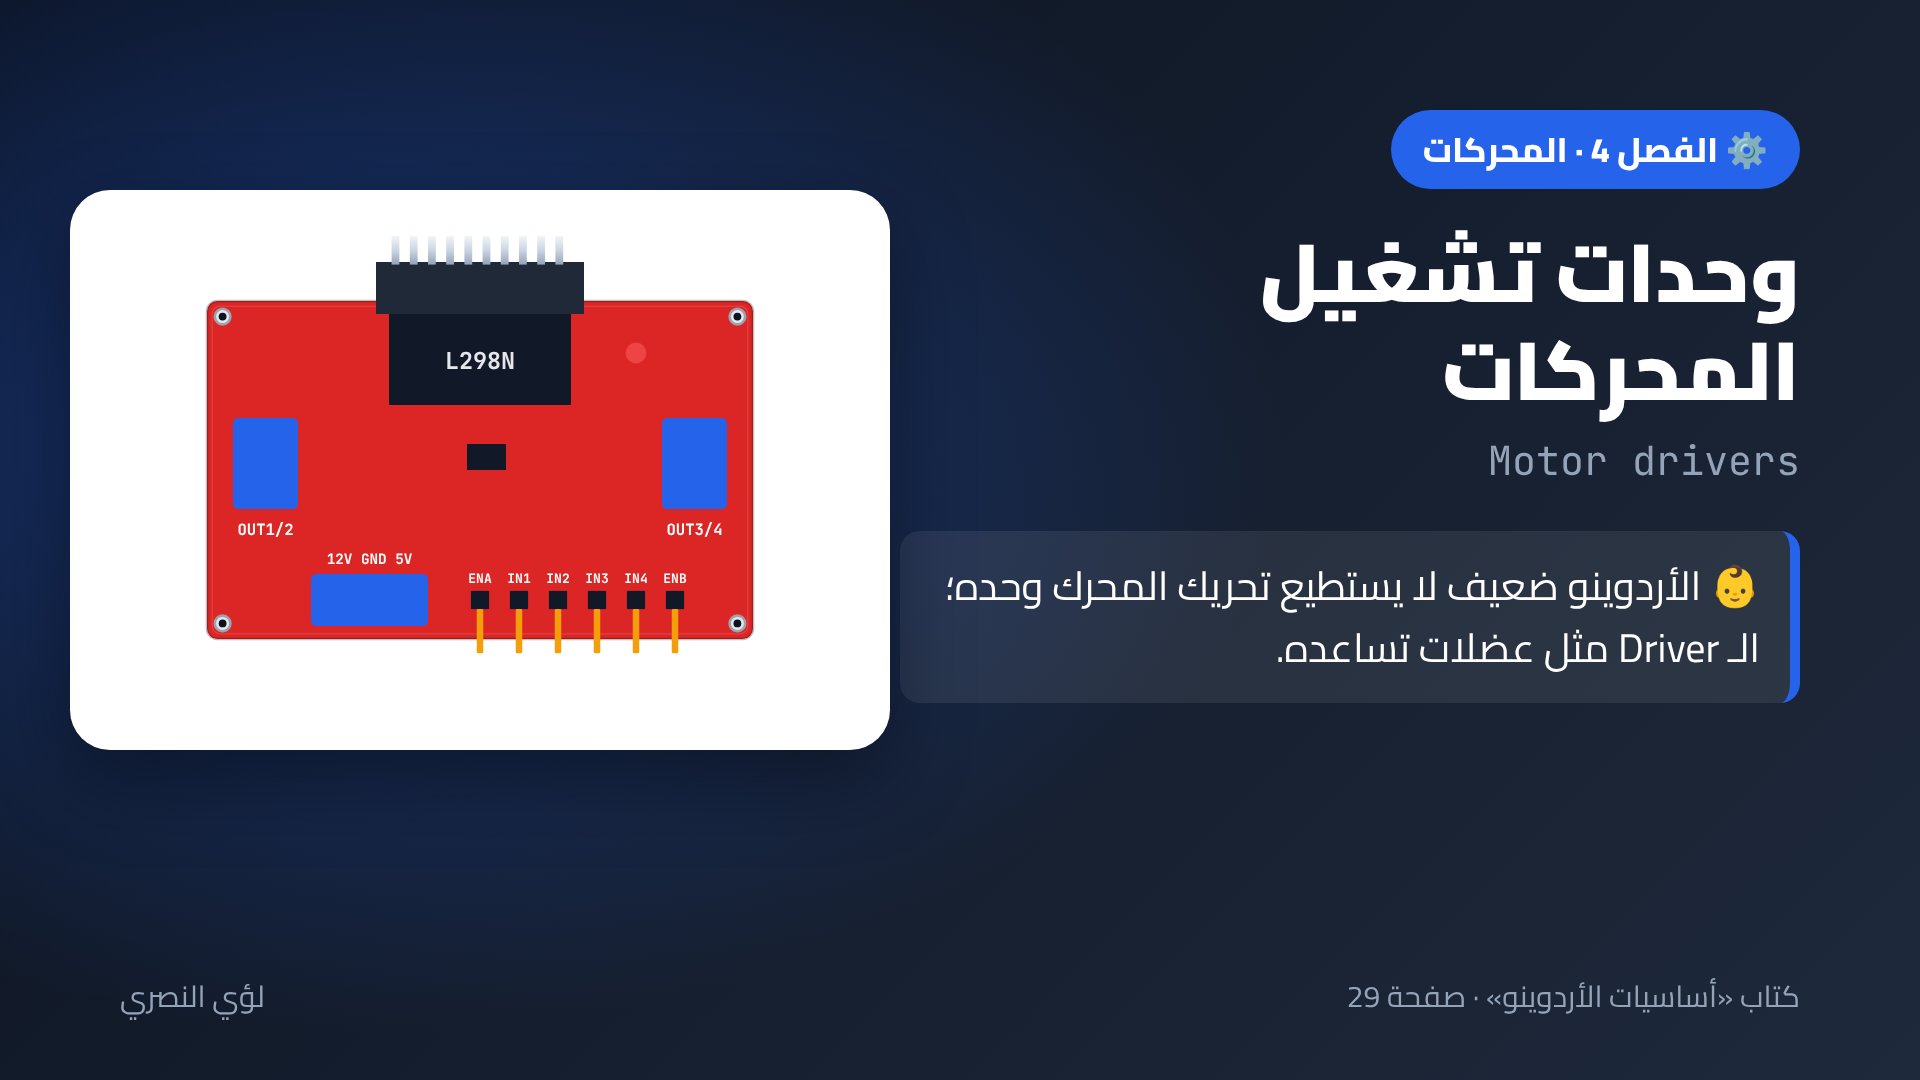 ⚙️ الفصل 4 · المحركات
وحدات تشغيل
المحركات
Motor drivers
👶 الأردوينو ضعيف لا يستطيع تحريك المحرك وحده؛
الـ Driver مثل عضلات تساعده.
L298N
OUT1/2
OUT3/4
12V GND 5V
ENA IN1 IN2 IN3 IN4 ENB
كتاب «أساسيات الأردوينو» · صفحة 29
لؤي النصري